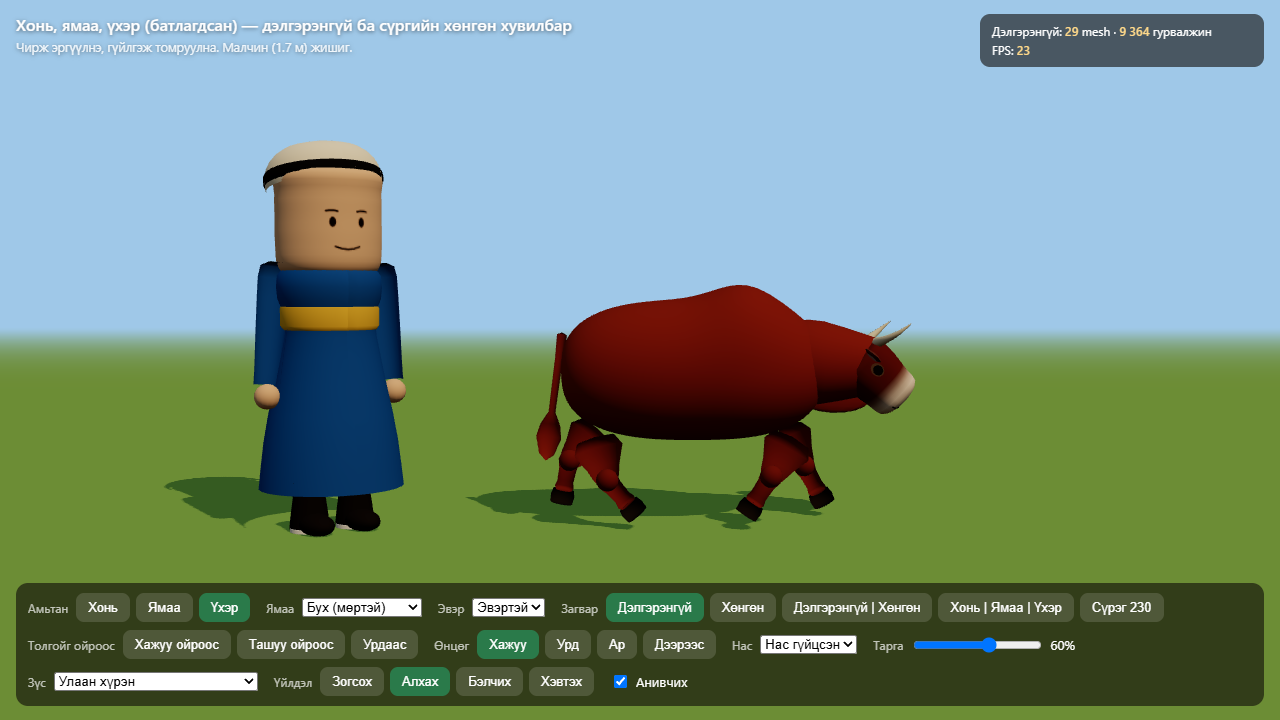 Хонь, ямаа, үхэр (батлагдсан) — дэлгэрэнгүй ба сүргийн хөнгөн хувилбар
Чирж эргүүлнэ, гүйлгэж томруулна. Малчин (1.7 м) жишиг.
Дэлгэрэнгүй: 29 mesh · 9 364 гурвалжин
FPS: 23
Амьтан Хонь Ямаа Үхэр Ямаа Бух (мөртэй) Эвэр Эвэртэй Загвар Дэлгэрэнгүй Хөнгөн Дэлгэрэнгүй | Хөнгөн Хонь | Ямаа | Үхэр Сүрэг 230
Толгойг ойроос Хажуу ойроос Ташуу ойроос Урдаас Өнцөг Хажуу Урд Ар Дээрээс Нас Нас гүйцсэн Тарга 60%
Зүс Улаан хүрэн Үйлдэл Зогсох Алхах Бэлчих Хэвтэх Анивчих